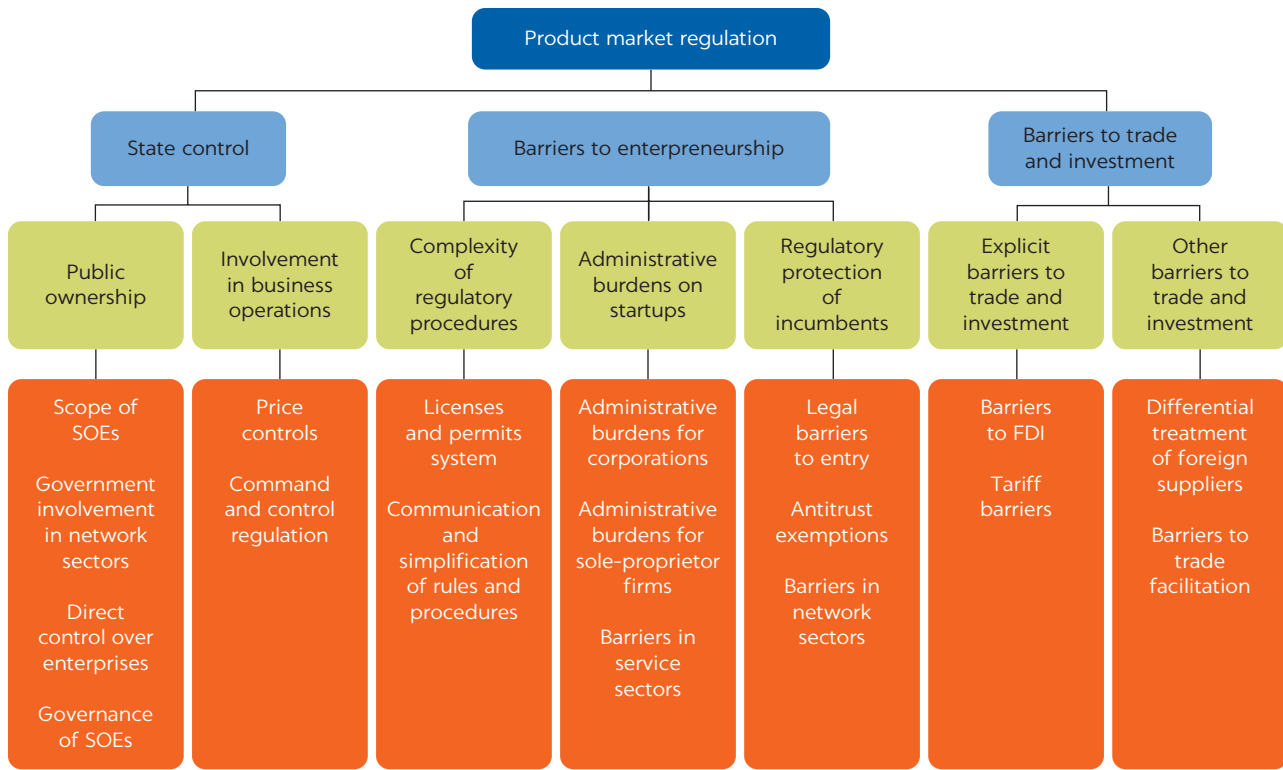 Product market regulation
State control
Barriers to enterpreneurship
Barriers to trade
and investment
Public
ownership
Involvement
in business
operations
Complexity
of
regulatory
procedures
Administrative
burdens on
startups
Regulatory
protection
of
incumbents
Explicit
barriers to
trade and
investment
Other
barriers to
trade and
investment
Scope of
SOEs
Government
involvement
in network
sectors
Direct
control over
enterprises
Governance
of SOEs
Price
controls
Command
and control
regulation
Licenses
and permits
system
Communication
and
simplification
of rules and
procedures
Administrative
burdens for
corporations
Administrative
burdens for
sole-proprietor
firms
Barriers in
service
sectors
Legal
barriers
to entry
Antitrust
exemptions
Barriers in
network
sectors
Barriers
to FDI
Tariff
barriers
Differential
treatment
of foreign
suppliers
Barriers to
trade
facilitation